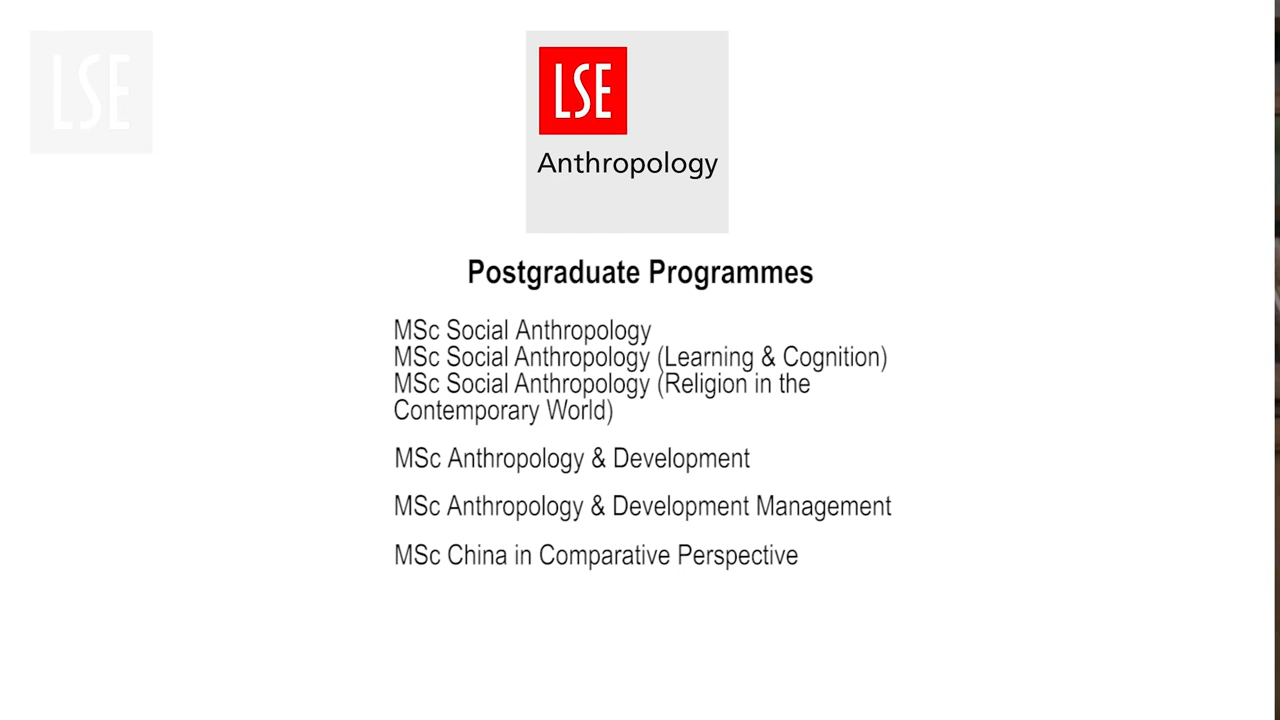 LSE
LSE
Anthropology
Postgraduate Programmes
MSc Social Anthropology
MSc Social Anthropology (Learning & Cognition)
MSc Social Anthropology (Religion in the
Contemporary World)
MSc Anthropology & Development
MSc Anthropology & Development Management
MSc China in Comparative Perspective